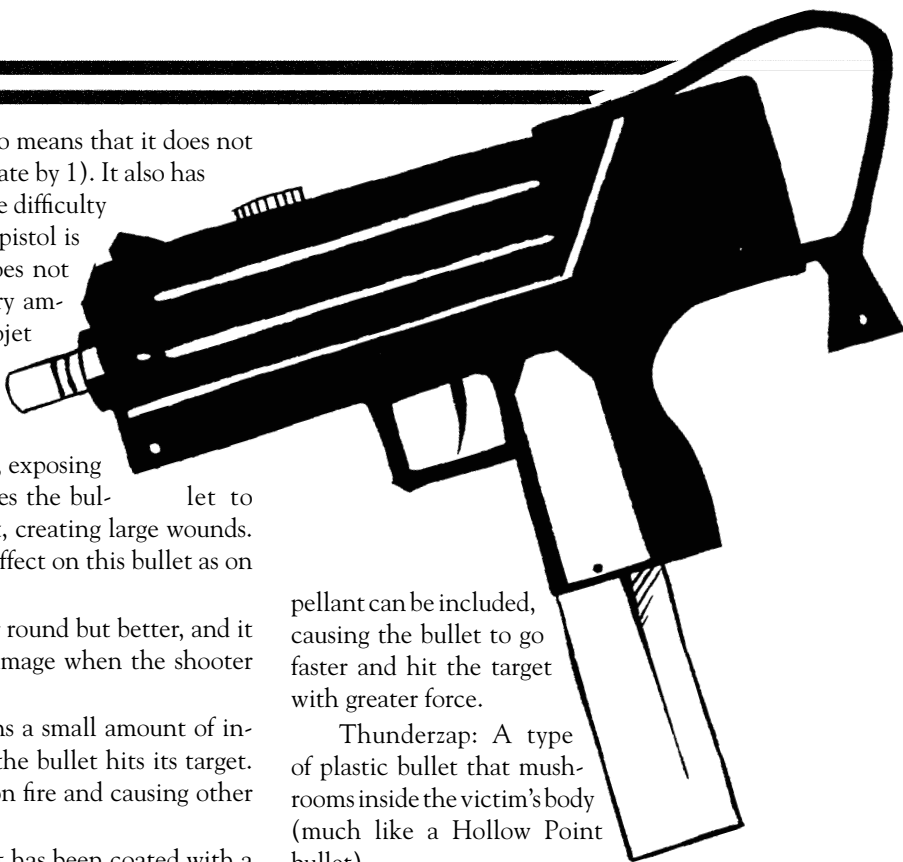 o means that it does not
ate by 1). It also has
e difficulty
pistol is
oes not
ry am-
ojet
, exposing
es the bul- let to
t, creating large wounds.
ffect on this bullet as on
round but better, and it
mage when the shooter
ns a small amount of in-
the bullet hits its target.
on fire and causing other
t has been coated with a
pellant can be included,
causing the bullet to go
faster and hit the target
with greater force.
Thunderzap: A type
of plastic bullet that mush-
rooms inside the victim's body
(much like a Hollow Point
bullet)